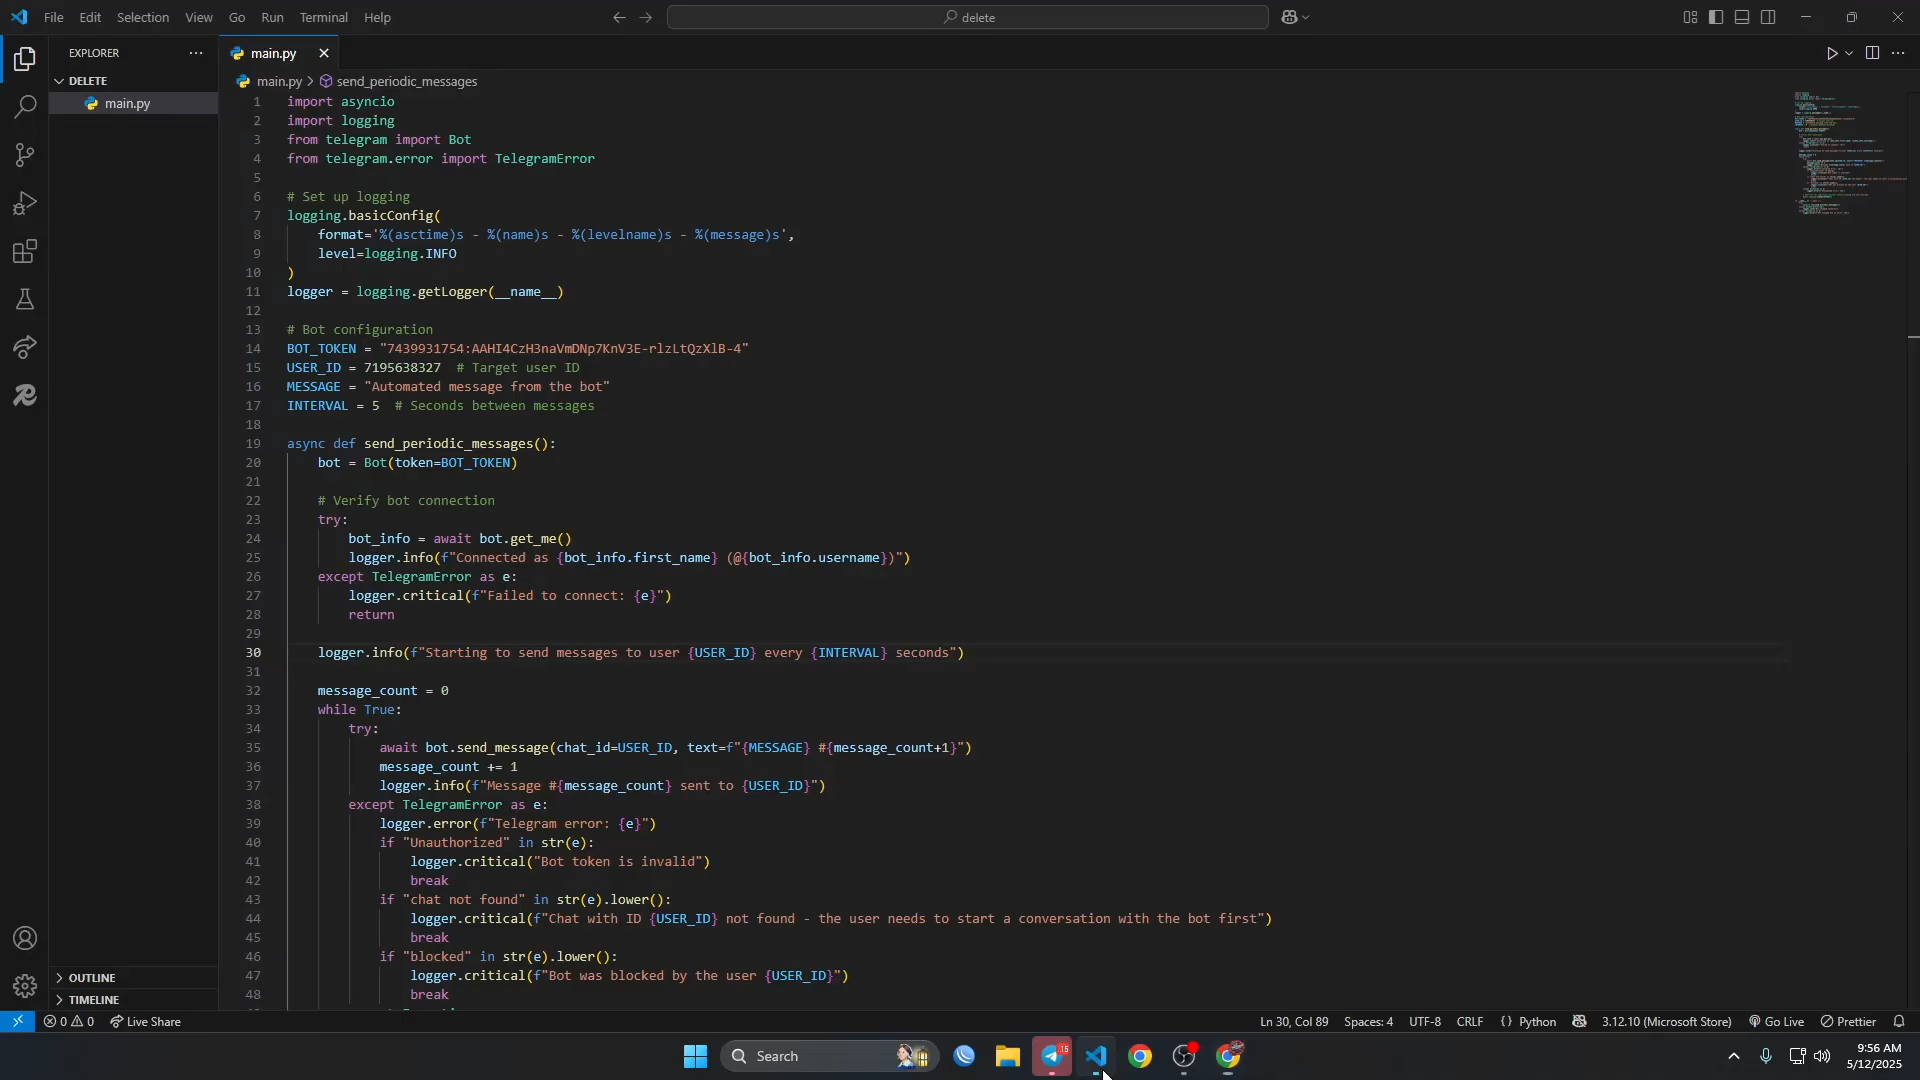 File Edit Selection View Go Run Terminal Help
delete
EXPLORER
main.py
DELETE
main.py
main.py > send_periodic_messages
1 import asyncio
2 import logging
3 from telegram import Bot
4 from telegram.error import TelegramError
5
6 # Set up logging
7 logging.basicConfig(
8 format='%(asctime)s - %(name)s - %(levelname)s - %(message)s',
9 level=logging.INFO
10 )
11 logger = logging.getLogger(__name__)
12
13 # Bot configuration
14 BOT_TOKEN = "7439931754:AAHI4CzH3naVmDNp7KnV3E-rlzLtQzXlB-4"
15 USER_ID = 7195638327 # Target user ID
16 MESSAGE = "Automated message from the bot"
17 INTERVAL = 5 # Seconds between messages
18
19 async def send_periodic_messages():
20 bot = Bot(token=BOT_TOKEN)
21
22 # Verify bot connection
23 try:
24 bot_info = await bot.get_me()
25 logger.info(f"Connected as {bot_info.first_name} (@{bot_info.username})")
26 except TelegramError as e:
27 logger.critical(f"Failed to connect: {e}")
28 return
29
30 logger.info(f"Starting to send messages to user {USER_ID} every {INTERVAL} seconds")
31
32 message_count = 0
33 while True:
34 try:
35 await bot.send_message(chat_id=USER_ID, text=f"{MESSAGE} #{message_count+1}")
36 message_count += 1
37 logger.info(f"Message #{message_count} sent to {USER_ID}")
38 except TelegramError as e:
39 logger.error(f"Telegram error: {e}")
40 if "Unauthorized" in str(e):
41 logger.critical("Bot token is invalid")
42 break
43 if "chat not found" in str(e).lower():
44 logger.critical(f"Chat with ID {USER_ID} not found - the user needs to start a conversation with the bot first")
45 break
46 if "blocked" in str(e).lower():
47 logger.critical(f"Bot was blocked by the user {USER_ID}")
48 break
OUTLINE
TIMELINE
0 0 Live Share
Ln 30, Col 89 Spaces: 4 UTF-8 CRLF {} Python 3.12.10 (Microsoft Store) Go Live Prettier
Search
15
9:56 AM
5/12/2025